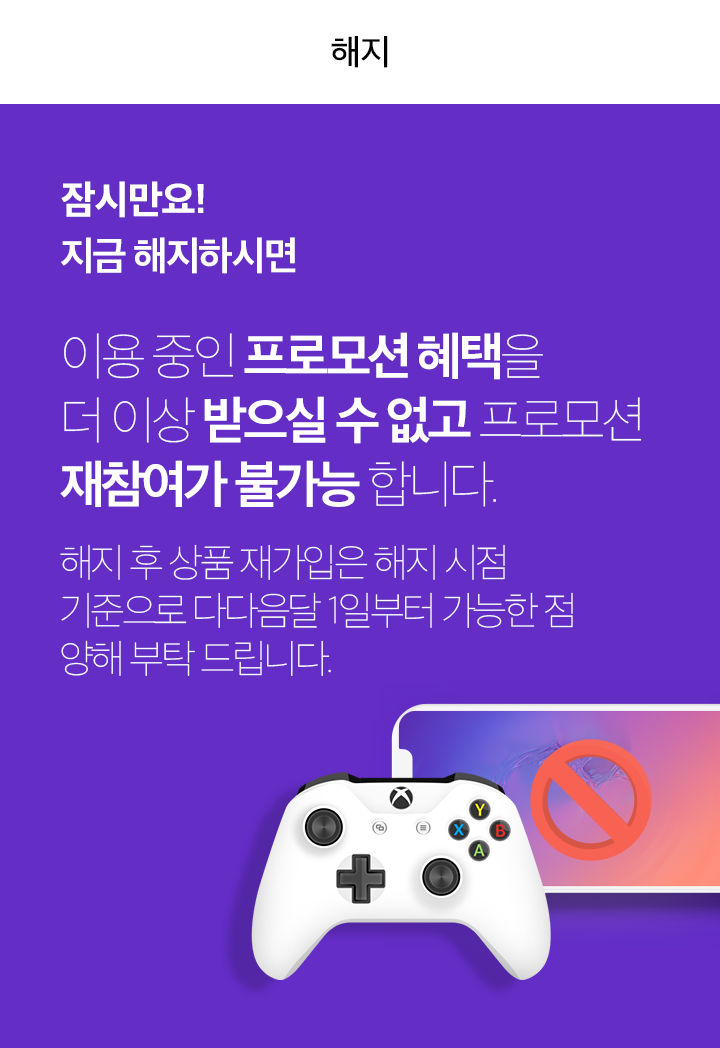 해지
잠시만요!
지금 해지하시면
이용 중인 프로모션 혜택을
더 이상 받으실 수 없고 프로모션
재참여가 불가능 합니다.
해지 후 상품 재가입은 해지 시점
기준으로 다다음달 1일부터 가능한 점
양해 부탁 드립니다.
Y
X B
A